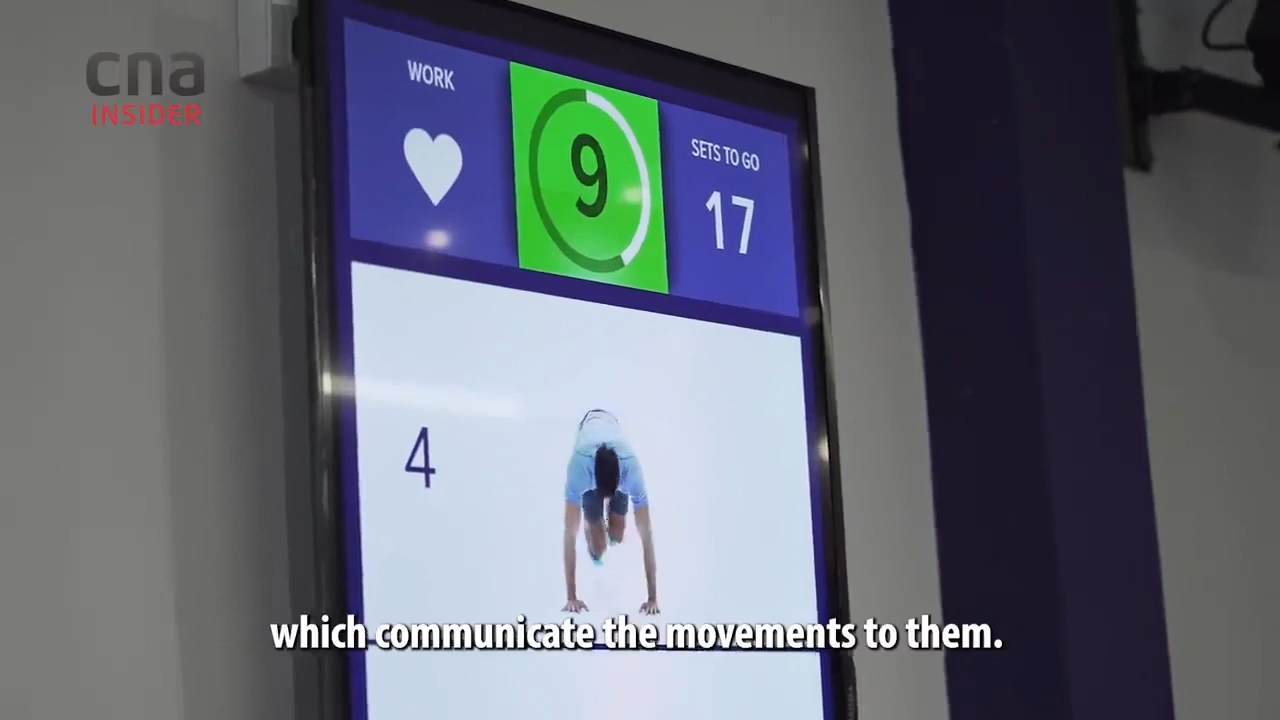 cna
INSIDER
WORK
9
SETS TO GO
17
4
which communicate the movements to them.